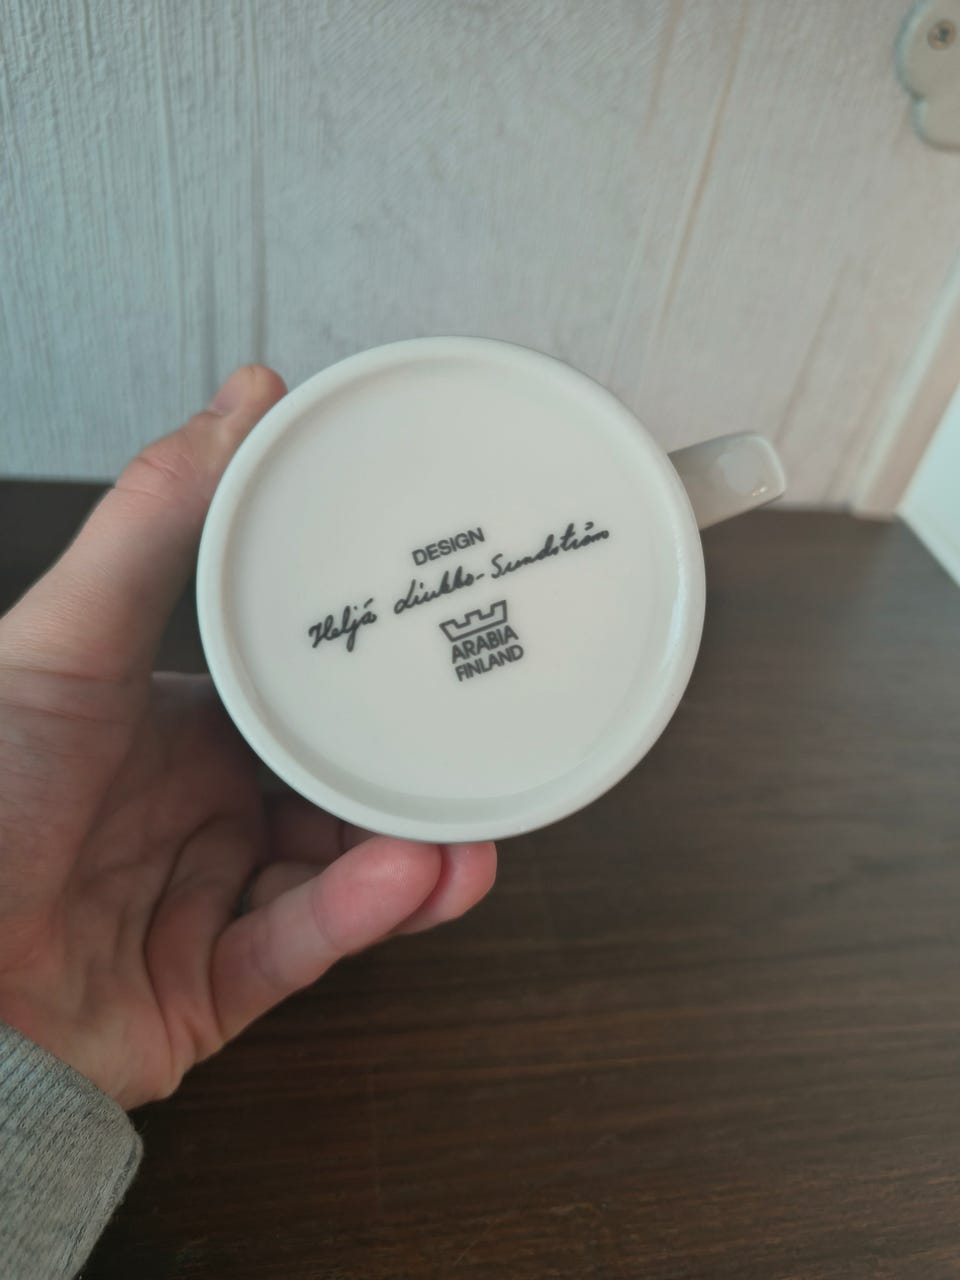 DESIGN
Heljä Liukko-Sundström
ARABIA
FINLAND